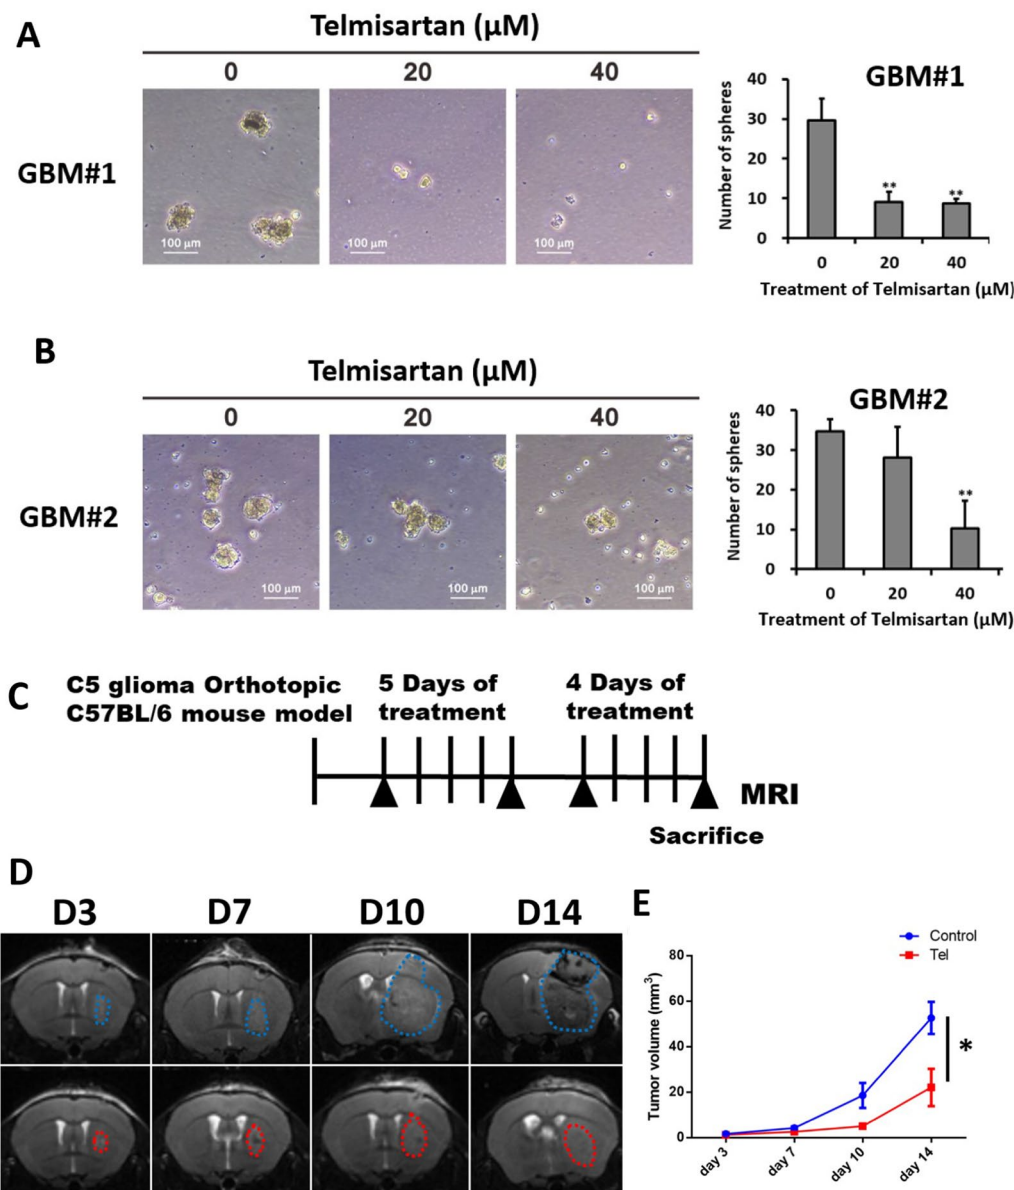 A
Telmisartan (µM)
0 20 40
GBM#1
100 µm
100 µm
100 µm
GBM#1
Number of spheres
40
30
20
10
0
** **
0 20 40
Treatment of Telmisartan (µM)
B
Telmisartan (µM)
0 20 40
GBM#2
100 µm
100 µm
100 µm
GBM#2
Number of spheres
40
30
20
10
0
**
0 20 40
Treatment of Telmisartan (µM)
C
C5 glioma Orthotopic
C57BL/6 mouse model
5 Days of
treatment
4 Days of
treatment
MRI
Sacrifice
D
D3 D7 D10 D14
E
Control
Tel
Tumor volume (mm³)
80
60
40
20
0
*
day 3
day 7
day 10
day 14